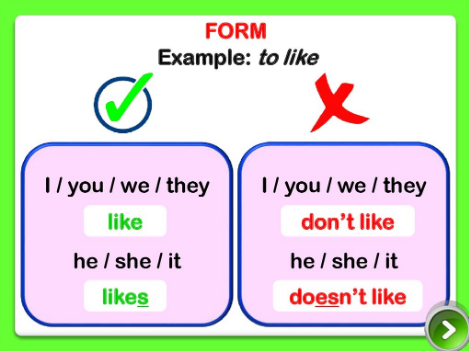 FORM
Example: to like
I / you / we / they
like
he / she / it
likes
I / you / we / they
don't like
he / she / it
doesn't like